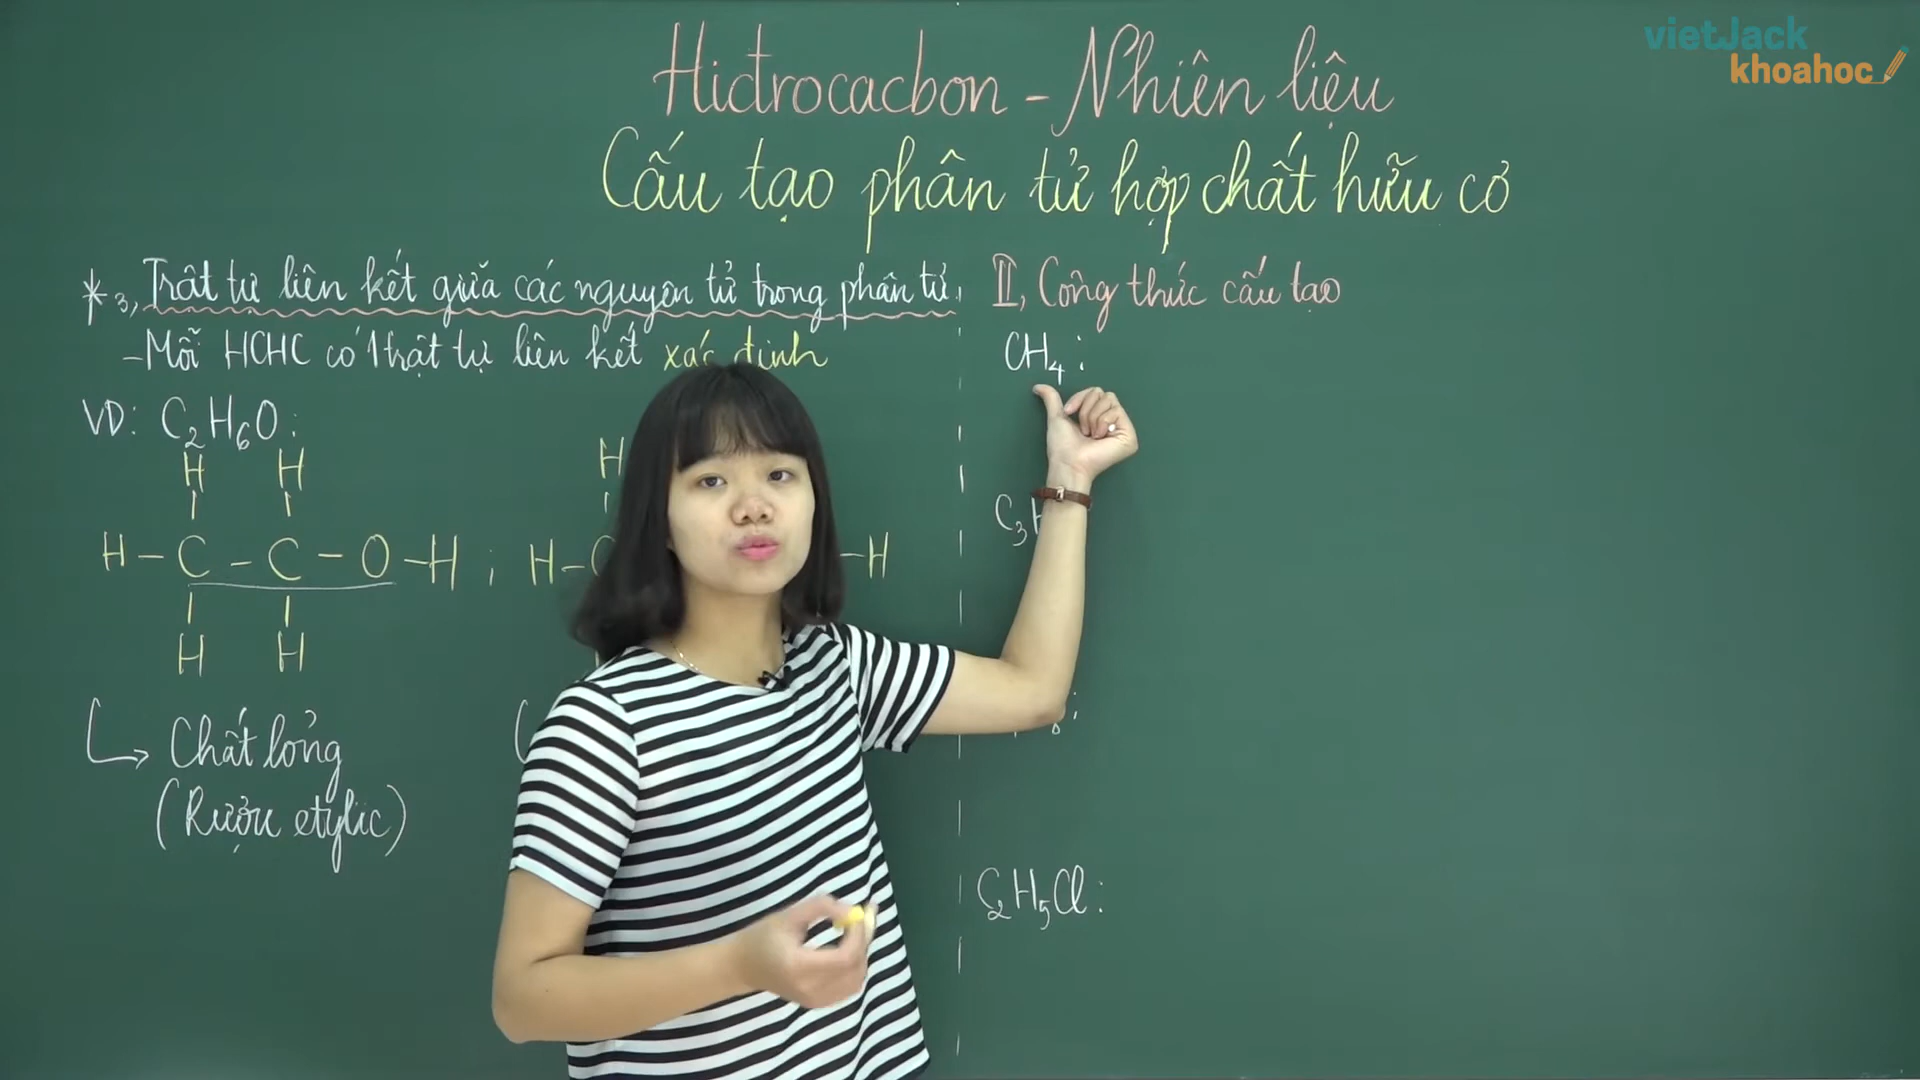 vietJack
khoahoc
Hiđrocacbon - Nhiên liệu
Cấu tạo phân tử hợp chất hữu cơ
* 3, Trật tự liên kết giữa các nguyên tử trong phân tử.
- Mỗi HCHC có 1 trật tự liên kết xác định
VD: C₂H₆O:
H H
H - C - C - O - H ; H -
H H
H
- H
↳ Chất lỏng
(Rượu etylic)
II, Công thức cấu tạo
CH₄:
C₃
C₂H₅Cl: